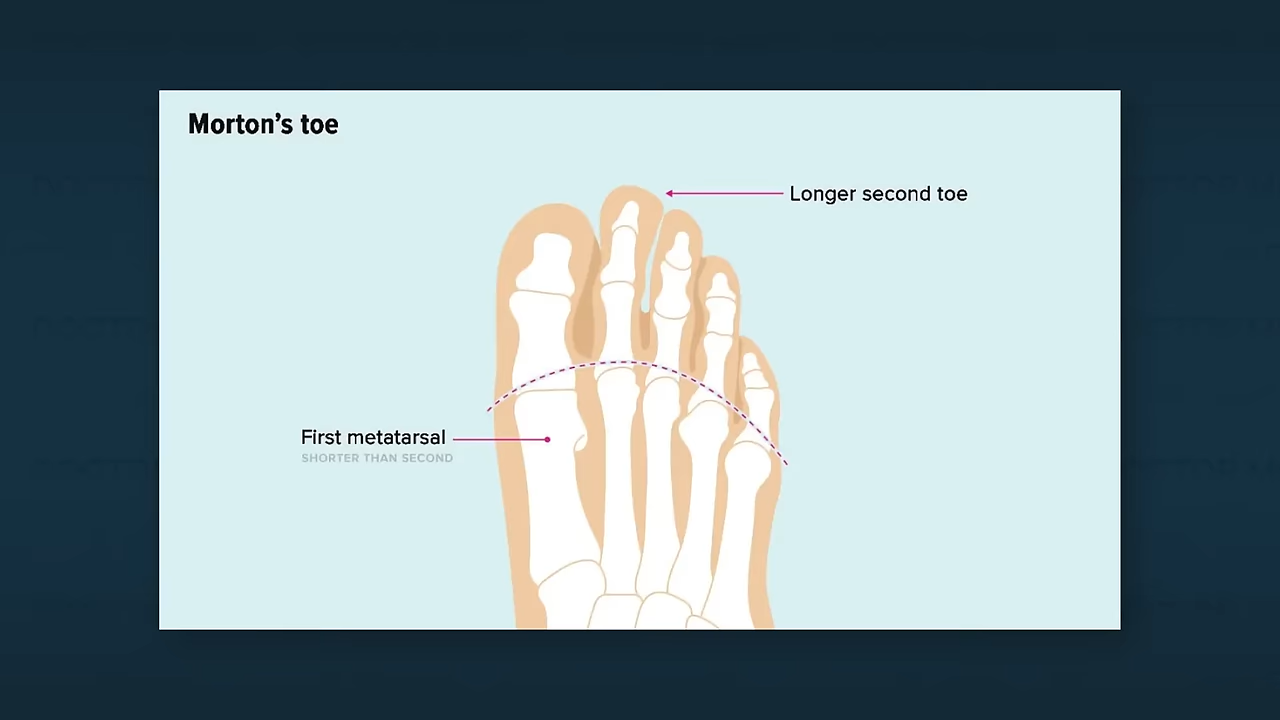 Morton's toe
Longer second toe
First metatarsal
SHORTER THAN SECOND